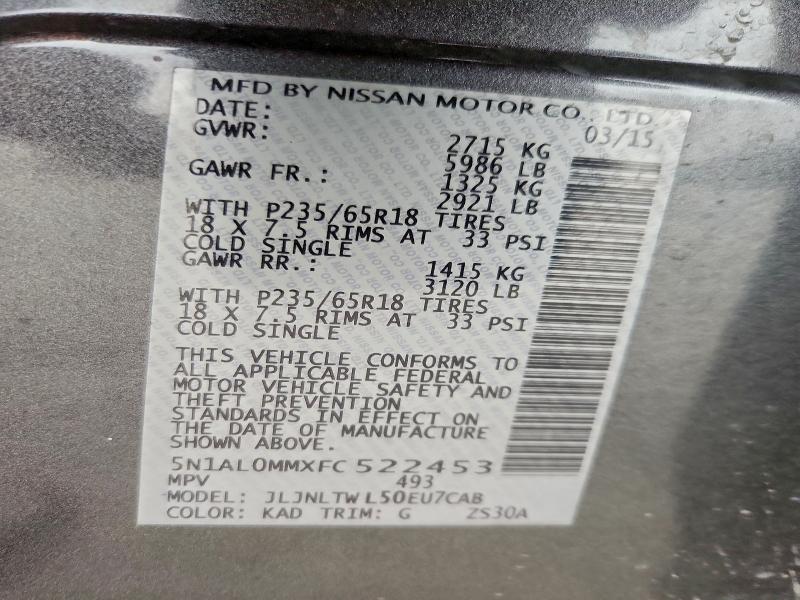 MFD BY NISSAN MOTOR CO., LTD.
DATE: 03/15
GVWR: 2715 KG
5986 LB
GAWR FR.: 1325 KG
2921 LB
WITH P235/65R18 TIRES
18 X 7.5 RIMS AT 33 PSI
COLD SINGLE
GAWR RR.: 1415 KG
3120 LB
WITH P235/65R18 TIRES
18 X 7.5 RIMS AT 33 PSI
COLD SINGLE
THIS VEHICLE CONFORMS TO
ALL APPLICABLE FEDERAL
MOTOR VEHICLE SAFETY AND
THEFT PREVENTION
STANDARDS IN EFFECT ON
THE DATE OF MANUFACTURE
SHOWN ABOVE.
5N1AL0MMXFC522453
MPV 493
MODEL: JLJNLTWL50EU7CAB
COLOR: KAD TRIM: G ZS30A